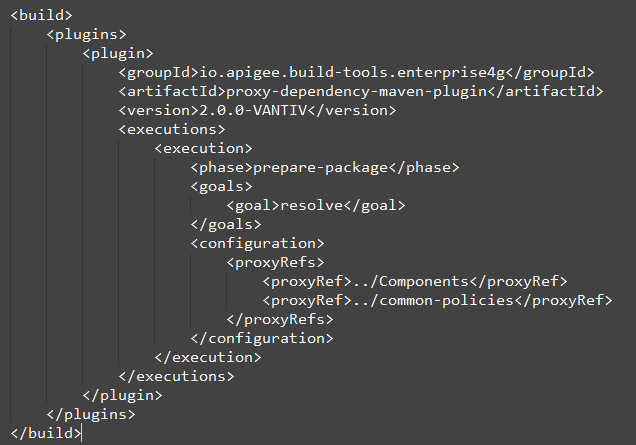 <build>
<plugins>
<plugin>
<groupId>io.apigee.build-tools.enterprise4g</groupId>
<artifactId>proxy-dependency-maven-plugin</artifactId>
<version>2.0.0-VANTIV</version>
<executions>
<execution>
<phase>prepare-package</phase>
<goals>
<goal>resolve</goal>
</goals>
<configuration>
<proxyRefs>
<proxyRef>../Components</proxyRef>
<proxyRef>../common-policies</proxyRef>
</proxyRefs>
</configuration>
</execution>
</executions>
</plugin>
</plugins>
</build>